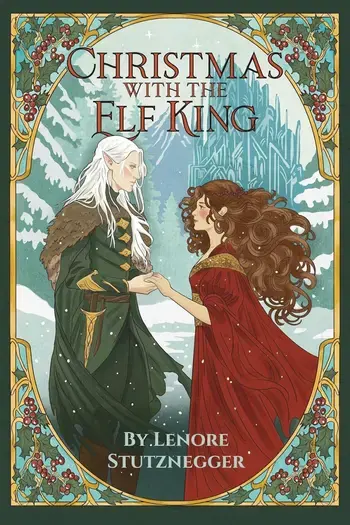 Christmas
with the
Elf King
By Lenore
Stutznegger